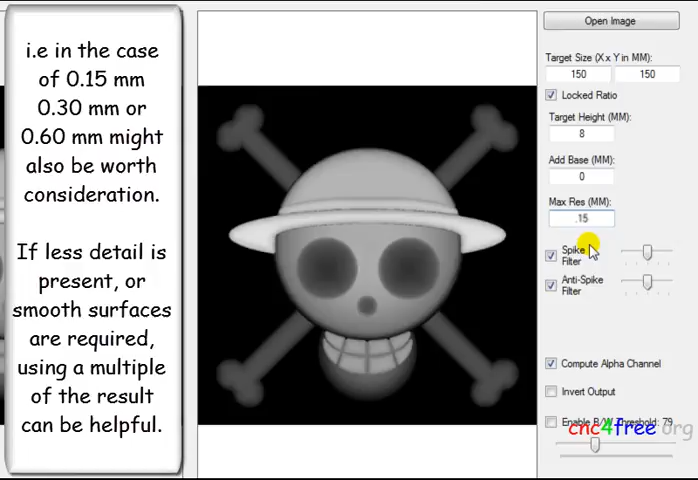 i.e in the case
of 0.15 mm
0.30 mm or
0.60 mm might
also be worth
consideration.
If less detail is
present, or
smooth surfaces
are required,
using a multiple
of the result
can be helpful.
Open Image
Target Size (X x Y in MM):
150 150
Locked Ratio
Target Height (MM):
8
Add Base (MM):
0
Max Res (MM):
.15
Spike
Filter
Anti-Spike
Filter
Compute Alpha Channel
Invert Output
Enable B/W Threshold: 79
cnc4free.org